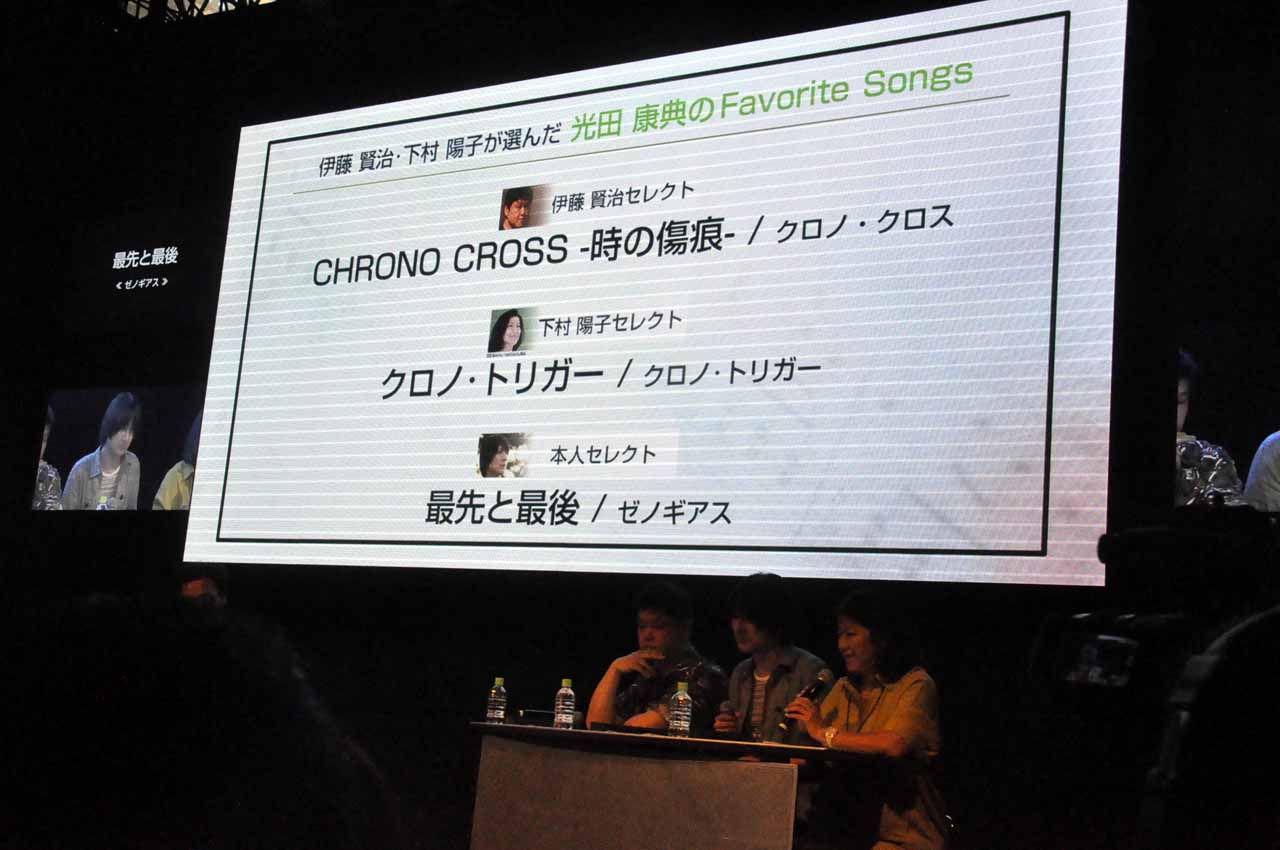 伊藤 賢治・下村 陽子が選んだ 光田 康典のFavorite Songs
伊藤 賢治セレクト
CHRONO CROSS -時の傷痕- / クロノ・クロス
下村 陽子セレクト
クロノ・トリガー / クロノ・トリガー
本人セレクト
最先と最後 / ゼノギアス
最先と最後
≪ ゼノギアス ≫